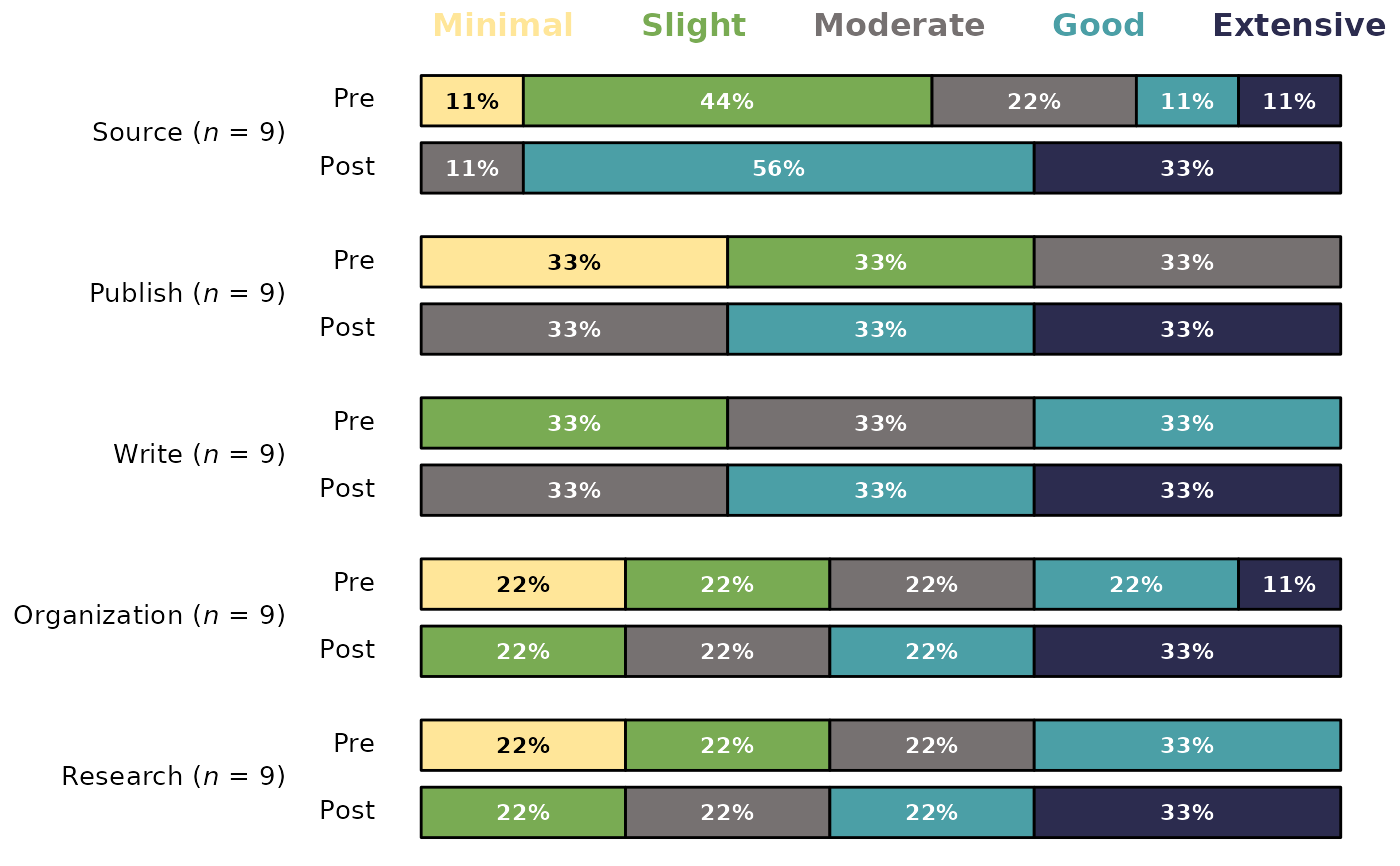 Minimal Slight Moderate Good Extensive
Pre 11% 44% 22% 11% 11%
Source (n = 9)
Post 11% 56% 33%
Pre 33% 33% 33%
Publish (n = 9)
Post 33% 33% 33%
Pre 33% 33% 33%
Write (n = 9)
Post 33% 33% 33%
Pre 22% 22% 22% 22% 11%
Organization (n = 9)
Post 22% 22% 22% 33%
Pre 22% 22% 22% 33%
Research (n = 9)
Post 22% 22% 22% 33%